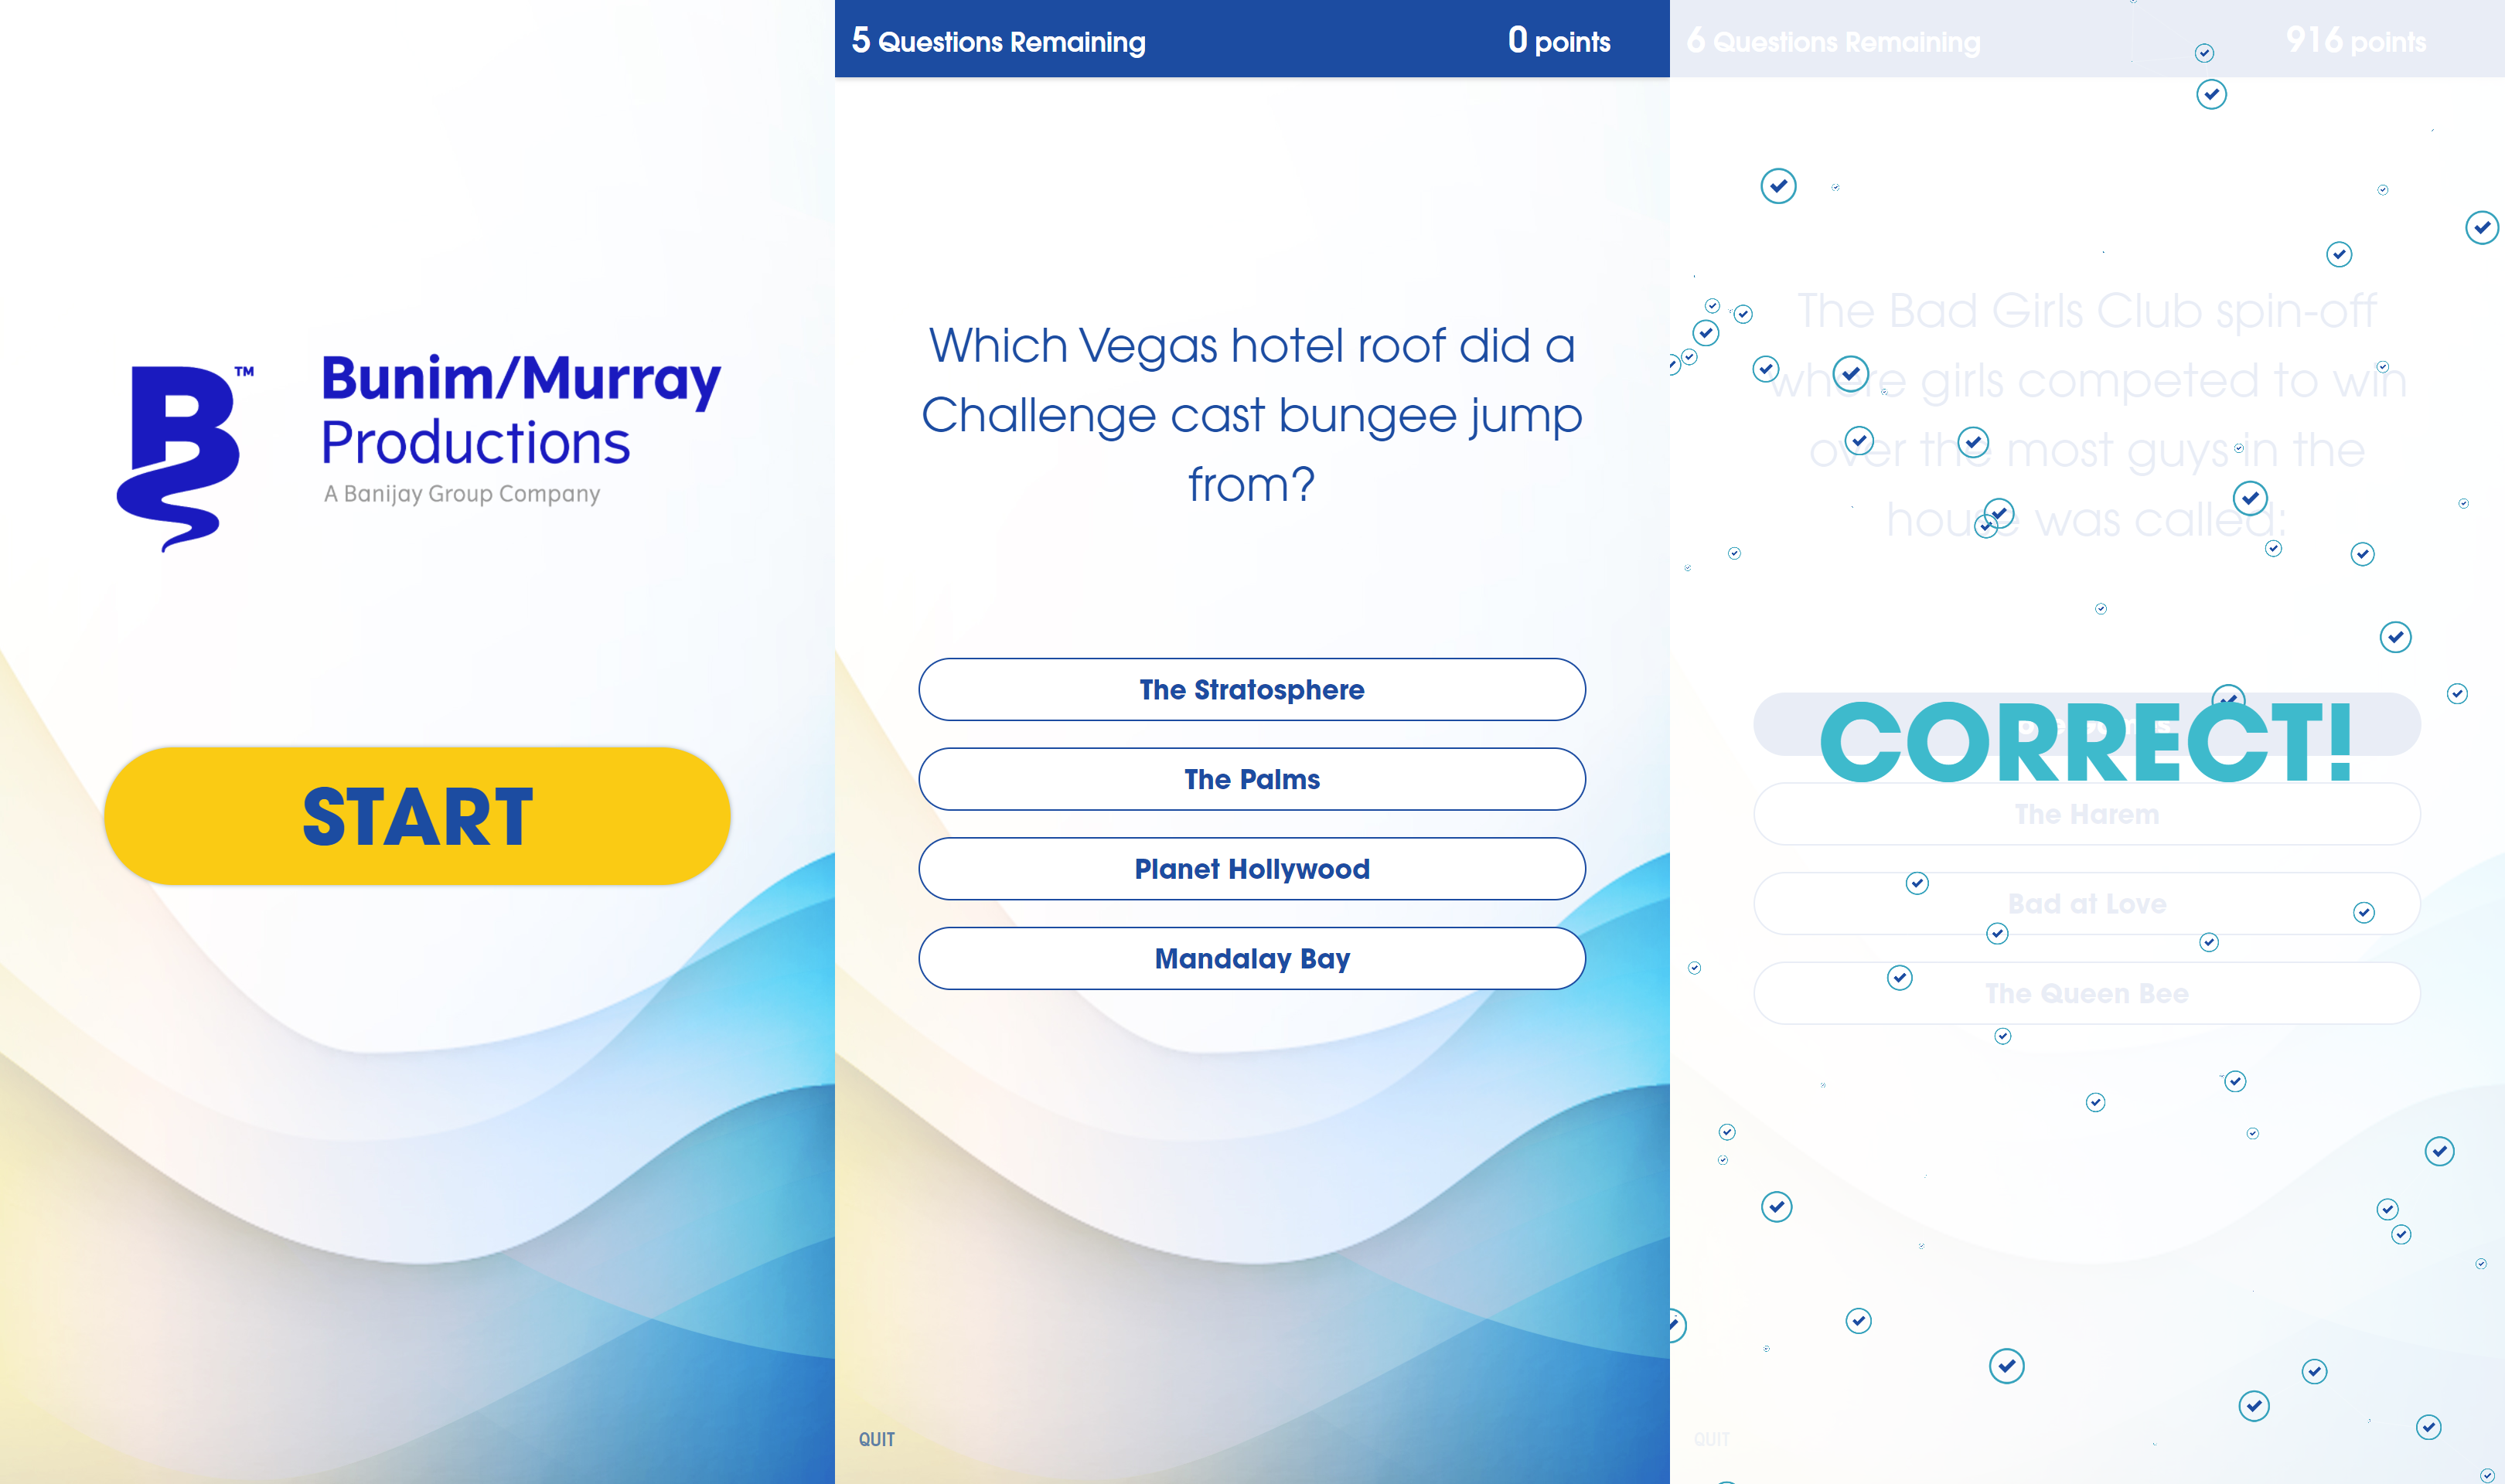 B™
Bunim/Murray
Productions
A Banijay Group Company
START
5 Questions Remaining
0 points
Which Vegas hotel roof did a
Challenge cast bungee jump
from?
The Stratosphere
The Palms
Planet Hollywood
Mandalay Bay
QUIT
6 Questions Remaining
916 points
The Bad Girls Club spin-off
where girls competed to win
over the most guys in the
house was called:
CORRECT!
The Harem
Bad at Love
The Queen Bee
QUIT